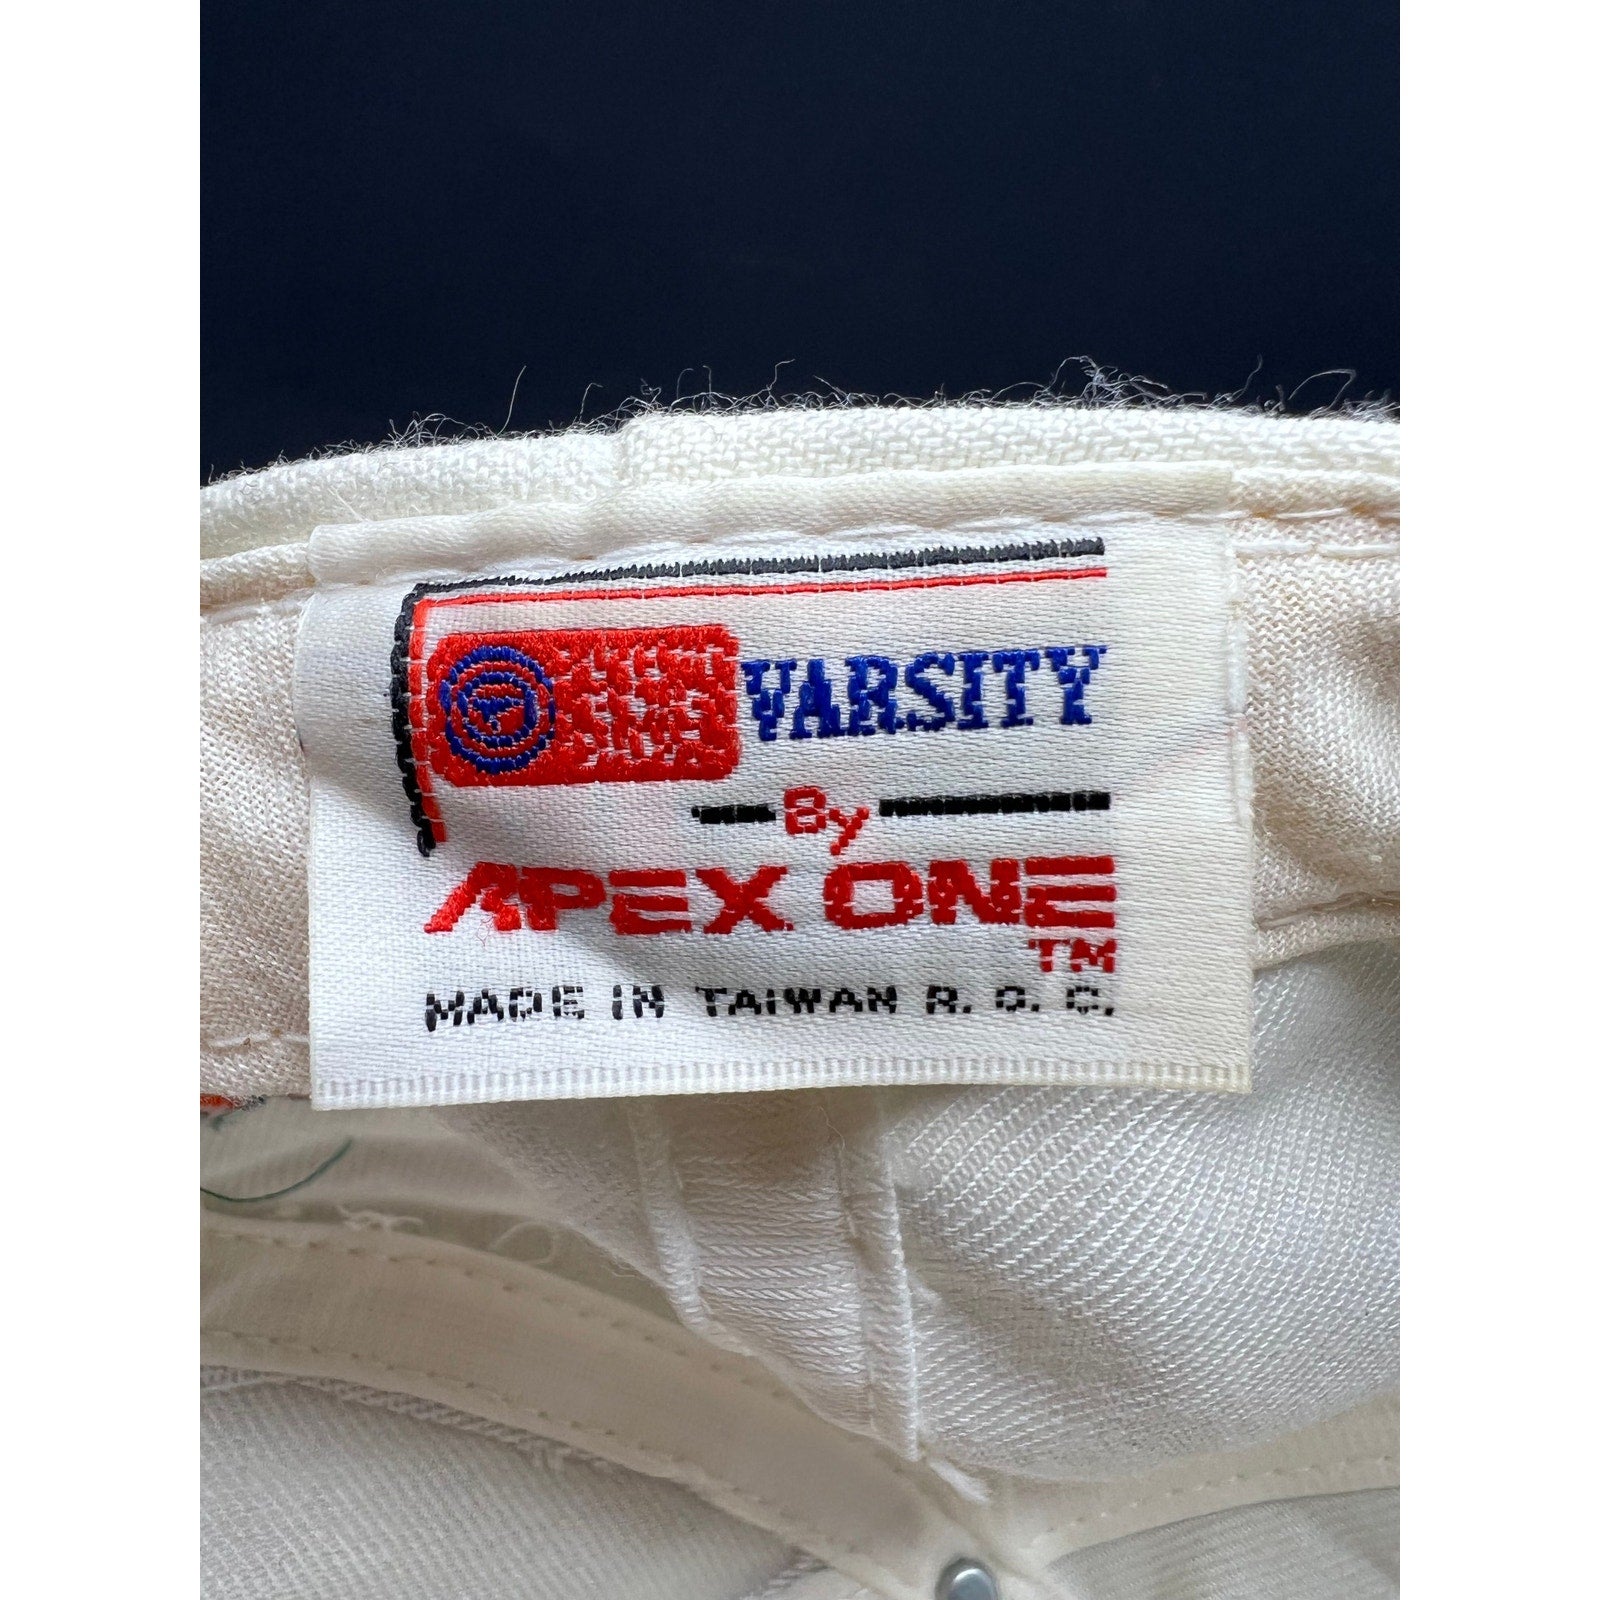 VARSITY
By
APEX ONE
TM
MADE IN TAIWAN R.O.C.